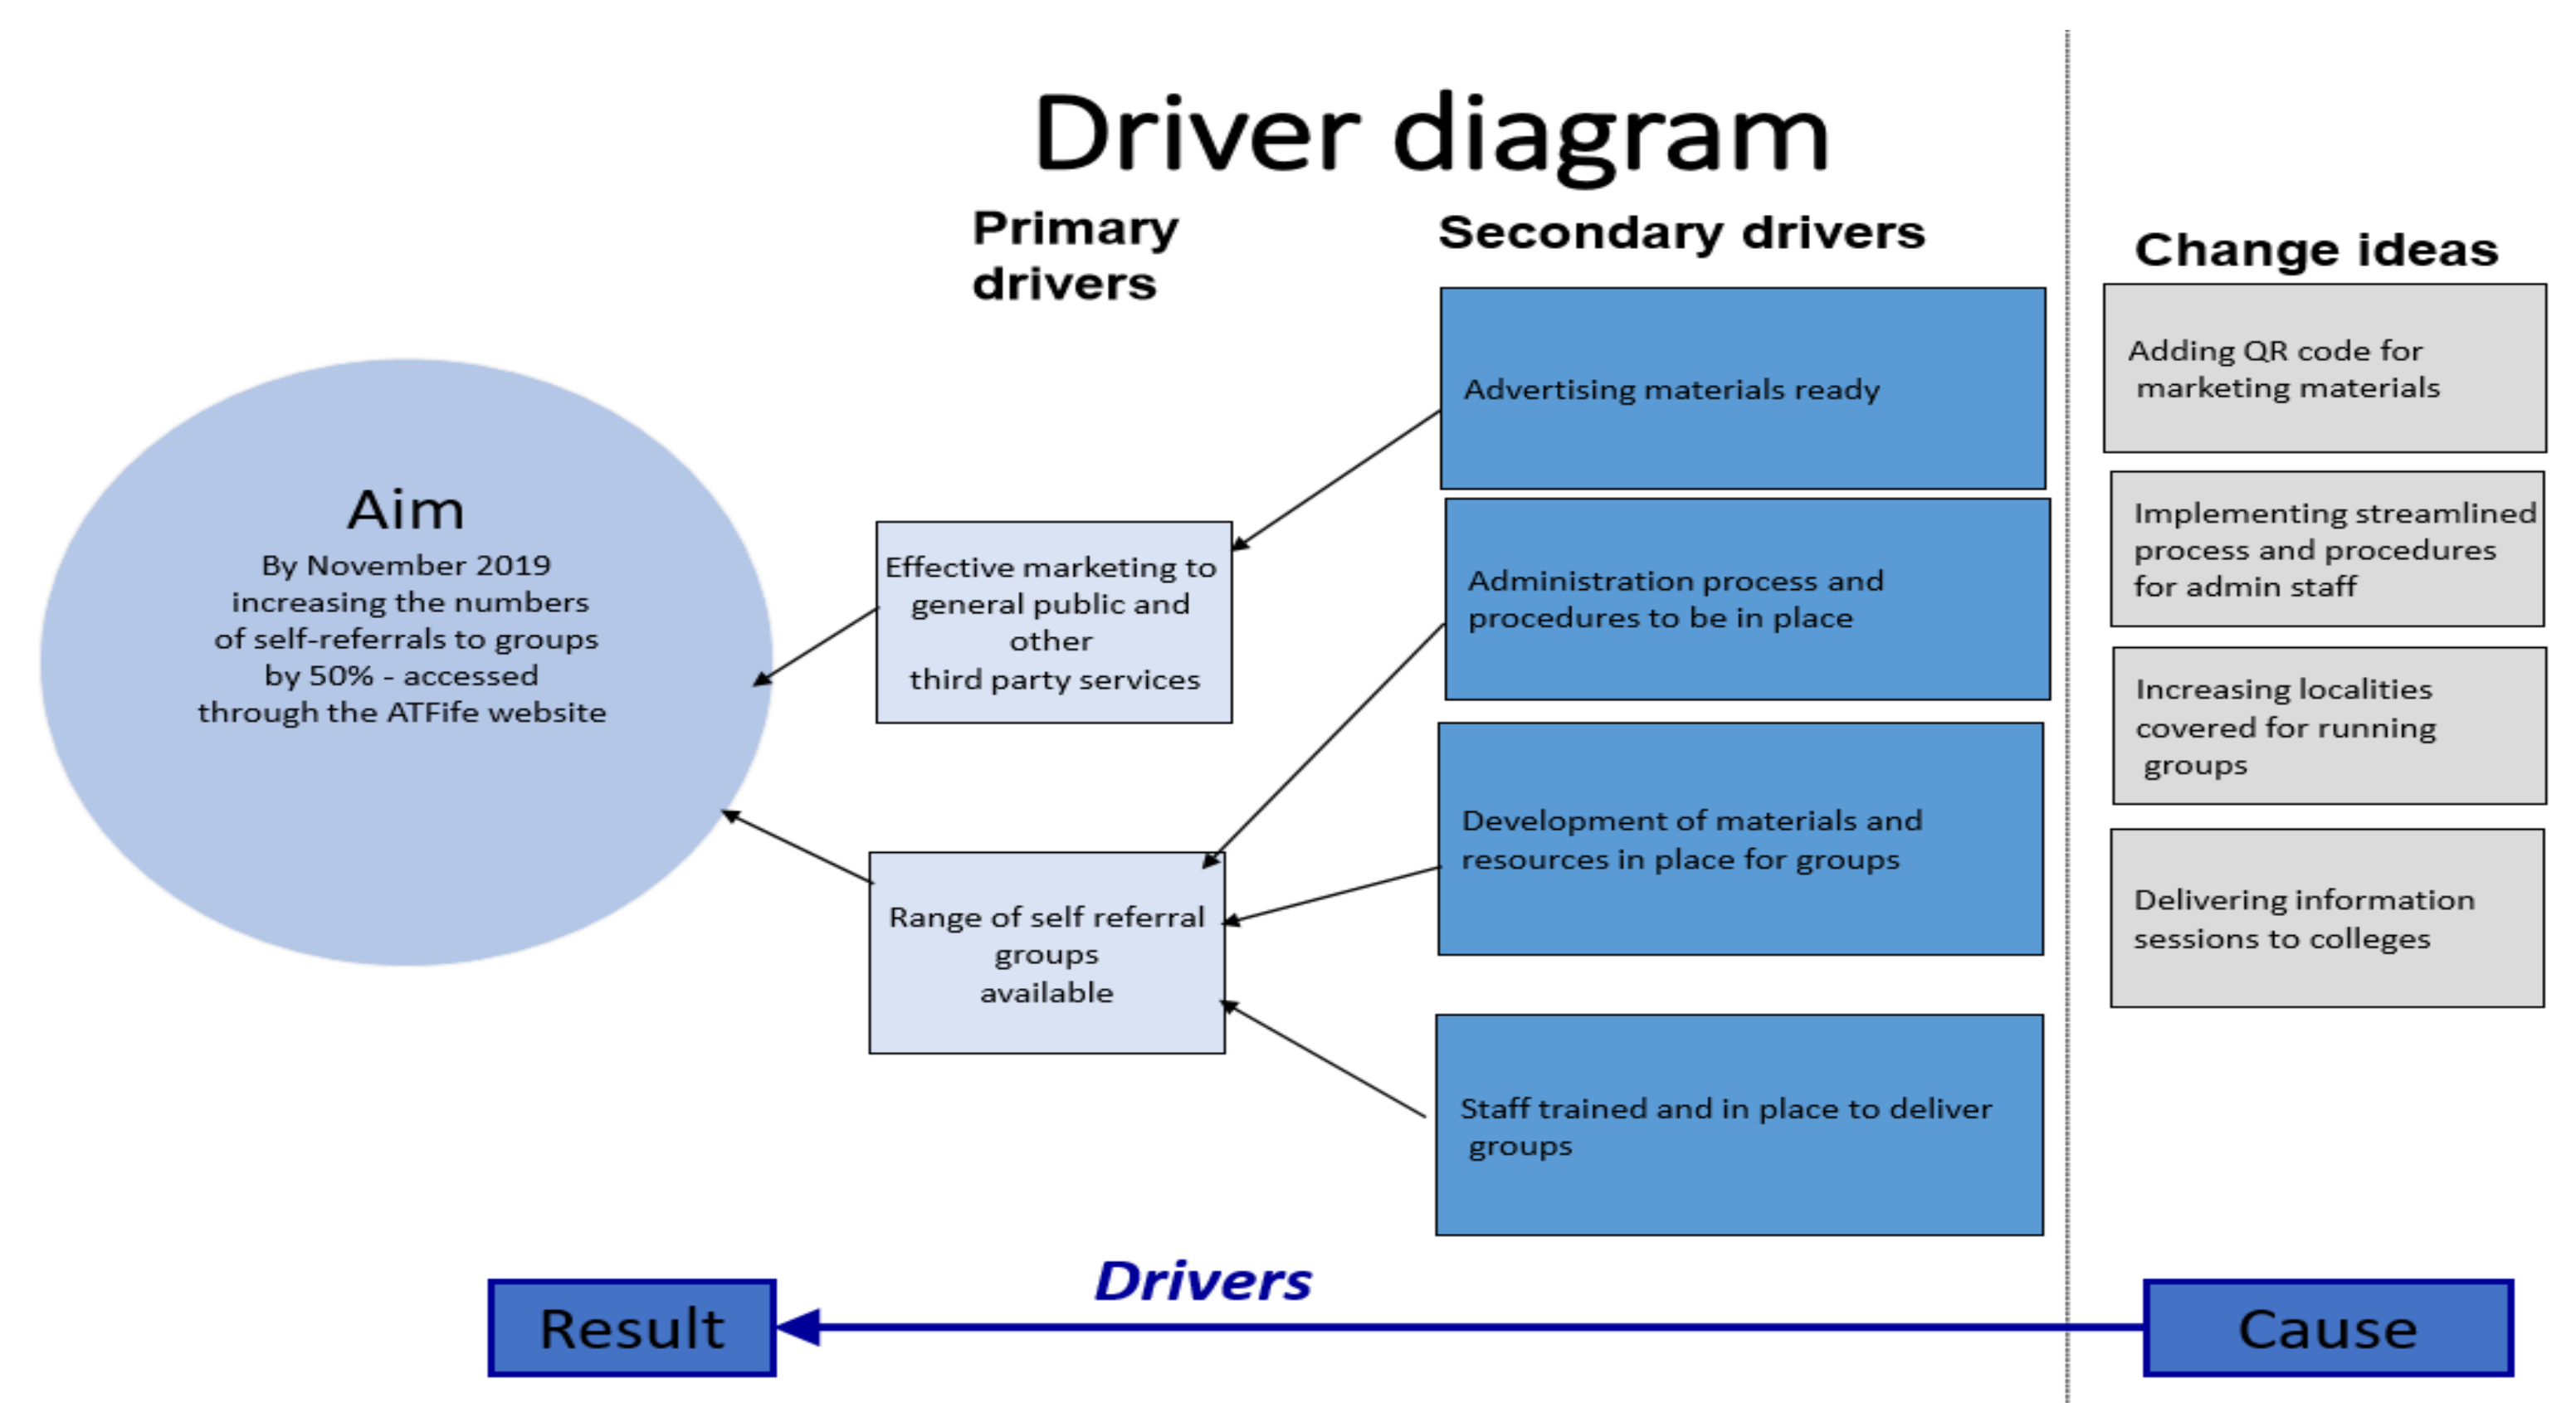 Driver diagram
Primary
drivers
Secondary drivers
Change ideas
Aim
By November 2019
increasing the numbers
of self-referrals to groups
by 50% - accessed
through the ATFife website
Effective marketing to
general public and
other
third party services
Range of self referral
groups
available
Advertising materials ready
Administration process and
procedures to be in place
Development of materials and
resources in place for groups
Staff trained and in place to deliver
groups
Adding QR code for
marketing materials
Implementing streamlined
process and procedures
for admin staff
Increasing localities
covered for running
groups
Delivering information
sessions to colleges
Result
Drivers
Cause